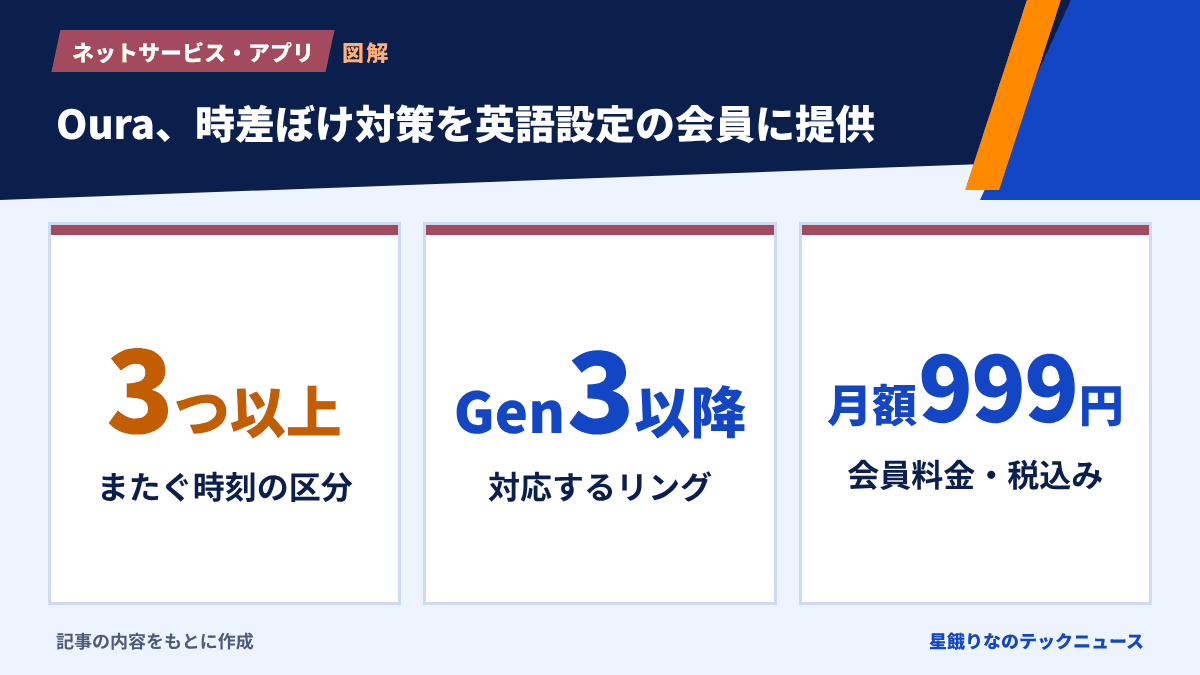 ネットサービス・アプリ 図解
Oura、時差ぼけ対策を英語設定の会員に提供
3つ以上
またぐ時刻の区分
Gen3以降
対応するリング
月額999円
会員料金・税込み
記事の内容をもとに作成
星餓りなのテックニュース